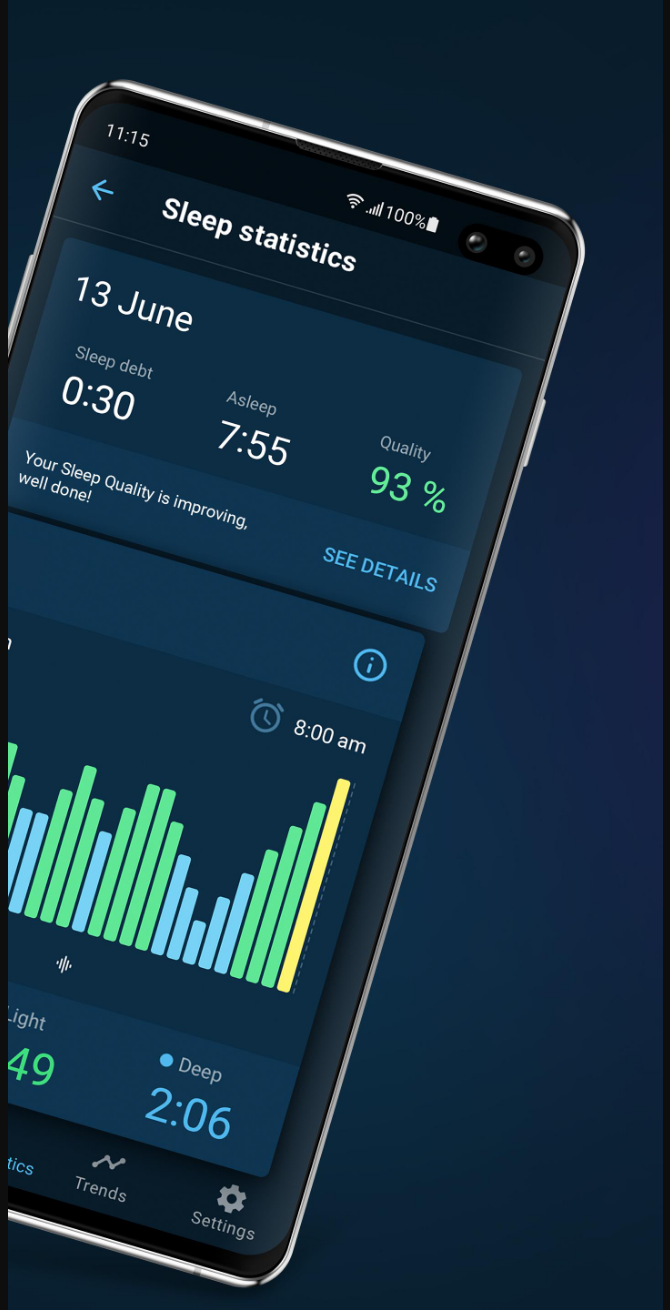 11:15
100%
Sleep statistics
13 June
Sleep debt
Asleep
Quality
0:30
7:55
93 %
Your Sleep Quality is improving,
well done!
SEE DETAILS
8:00 am
Light
Deep
49
2:06
Trends
Settings